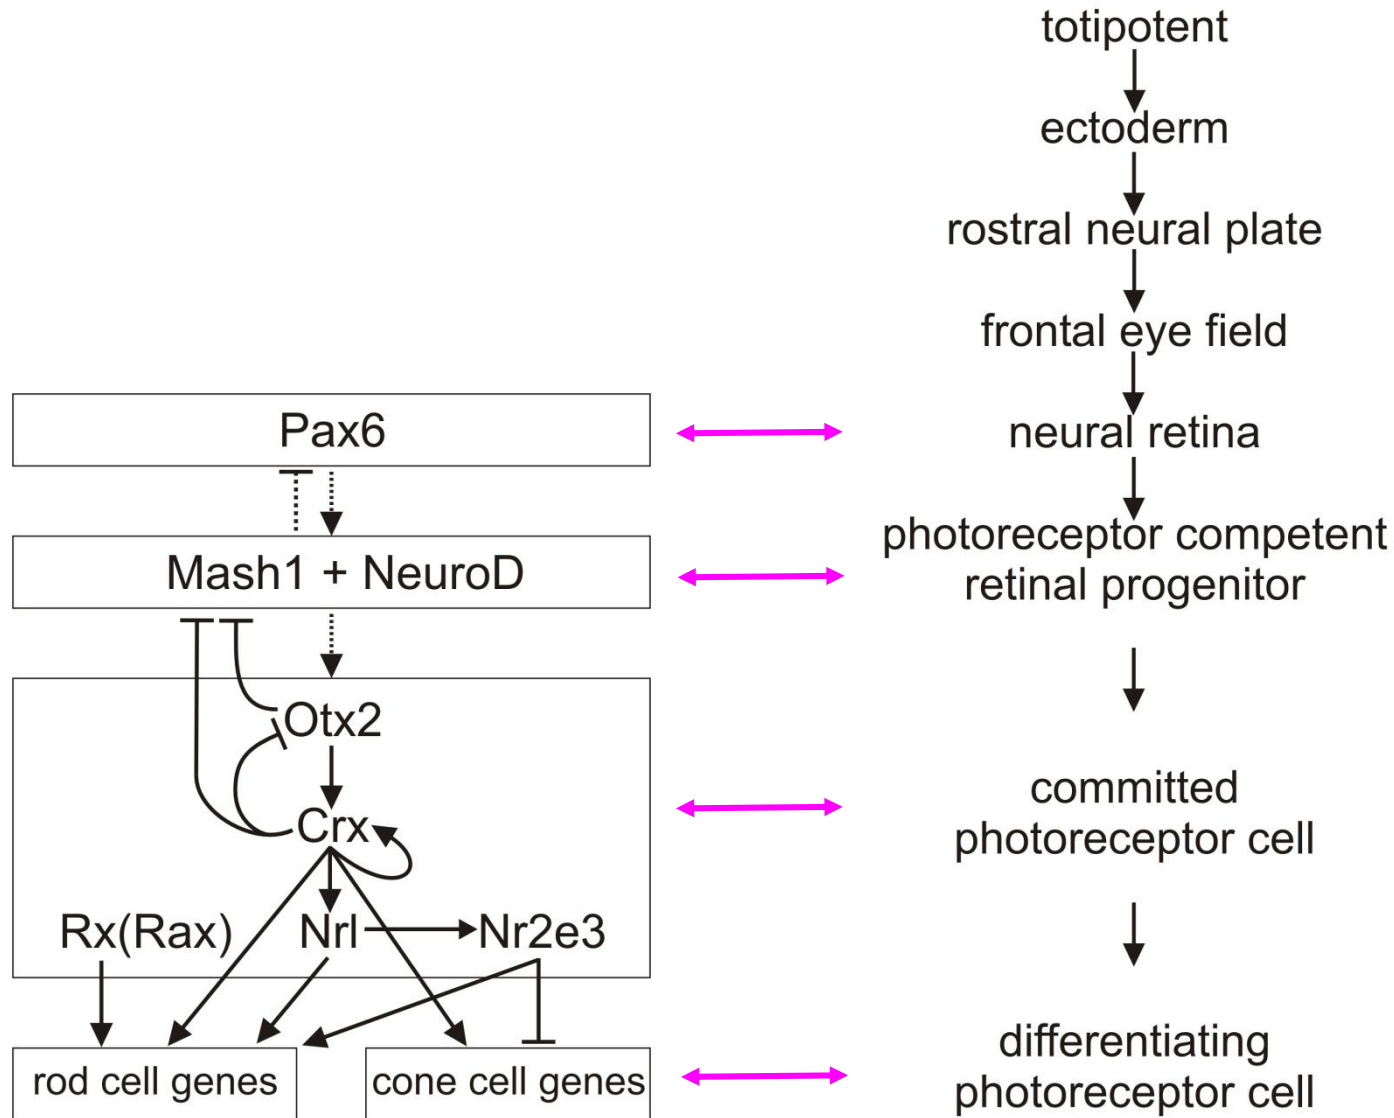 totipotent
ectoderm
rostral neural plate
frontal eye field
Pax6
neural retina
Mash1 + NeuroD
photoreceptor competent
retinal progenitor
Otx2
Crx
committed
photoreceptor cell
Rx(Rax)
Nrl
Nr2e3
rod cell genes
cone cell genes
differentiating
photoreceptor cell